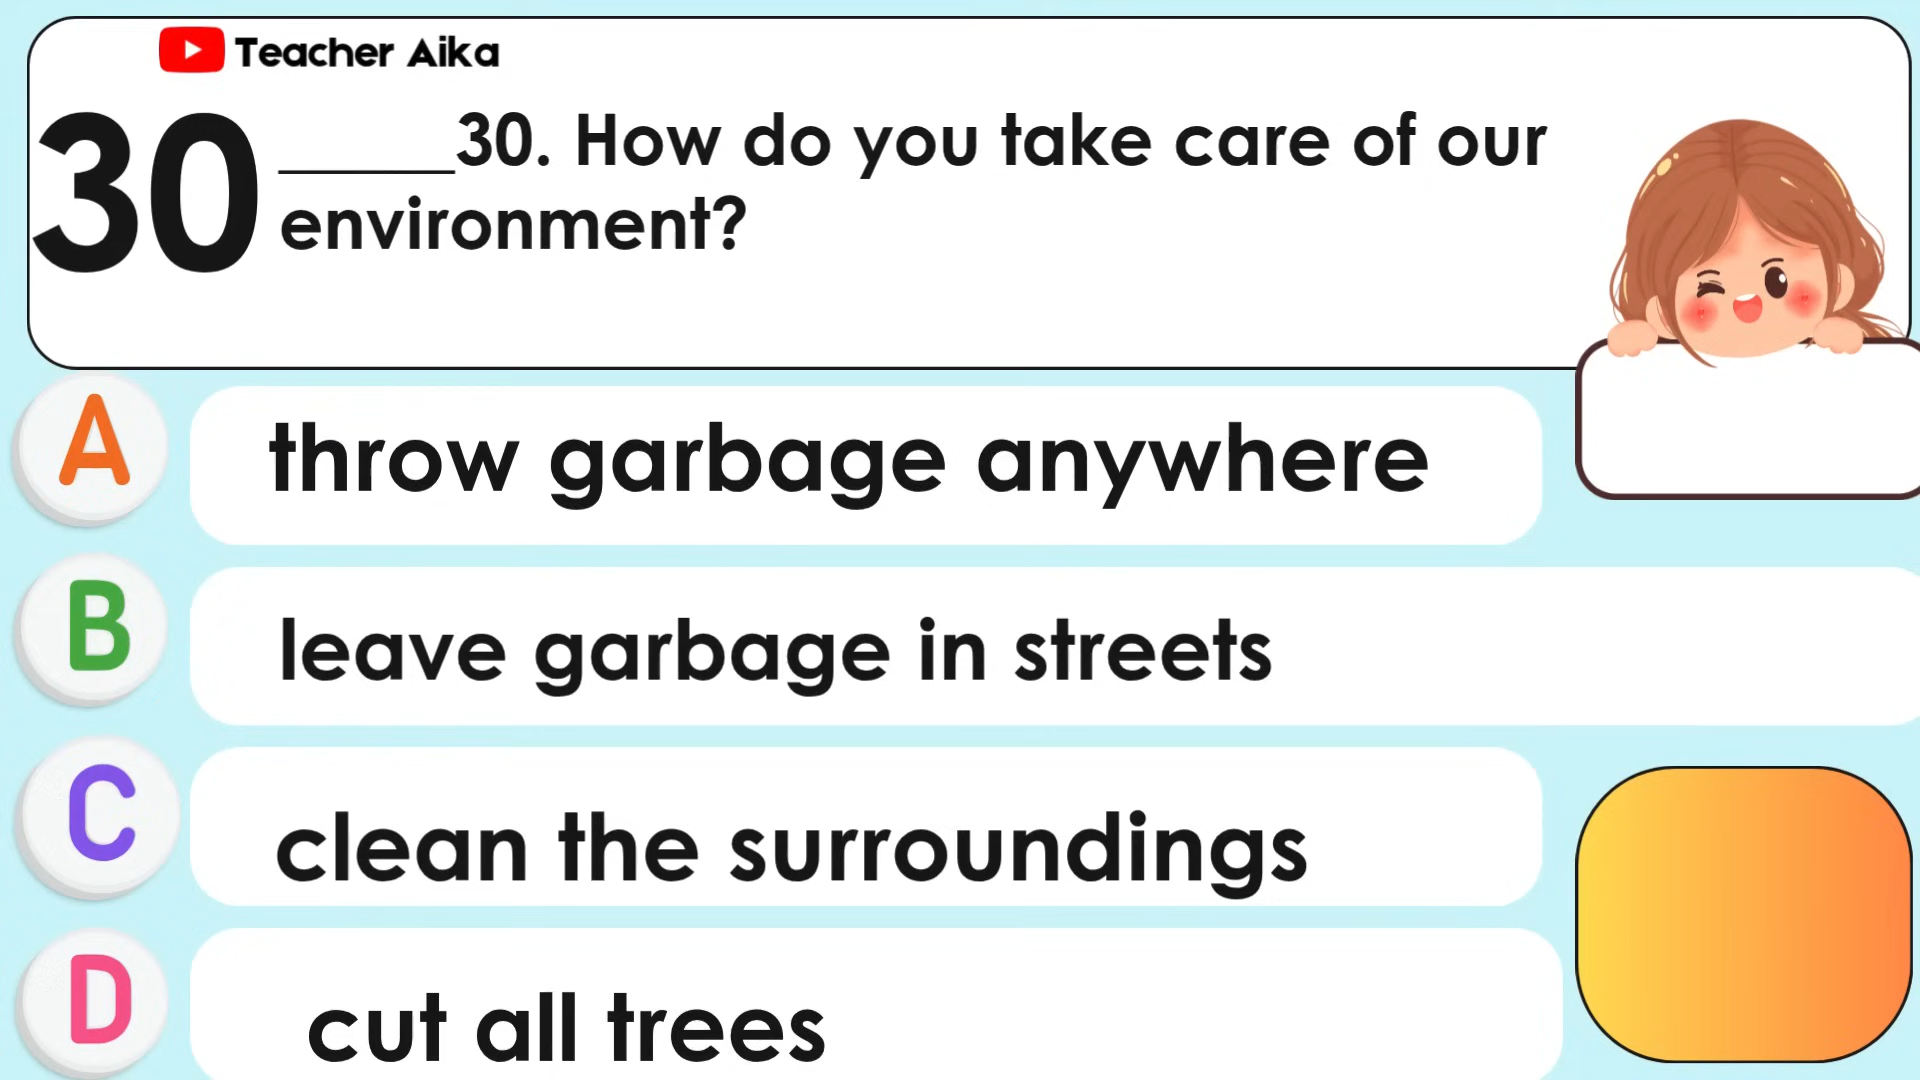 Teacher Aika
30
_____30. How do you take care of our
environment?
A
throw garbage anywhere
B
leave garbage in streets
C
clean the surroundings
D
cut all trees